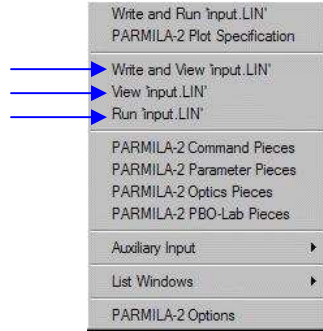 Write and Run 'input.LIN'
PARMILA-2 Plot Specification
Write and View 'input.LIN'
View 'input.LIN'
Run 'input.LIN'
PARMILA-2 Command Pieces
PARMILA-2 Parameter Pieces
PARMILA-2 Optics Pieces
PARMILA-2 PBO-Lab Pieces
Auxiliary Input
List Windows
PARMILA-2 Options